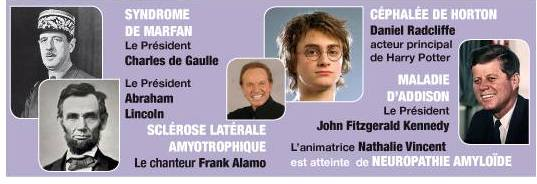 SYNDROME
DE MARFAN
Le Président
Charles de Gaulle
Le Président
Abraham
Lincoln
SCLÉROSE LATÉRALE
AMYOTROPHIQUE
Le chanteur Frank Alamo
CÉPHALÉE DE HORTON
Daniel Radcliffe
acteur principal
de Harry Potter
MALADIE
D'ADDISON
Le Président
John Fitzgerald Kennedy
L'animatrice Nathalie Vincent
est atteinte de NEUROPATHIE AMYLOÏDE